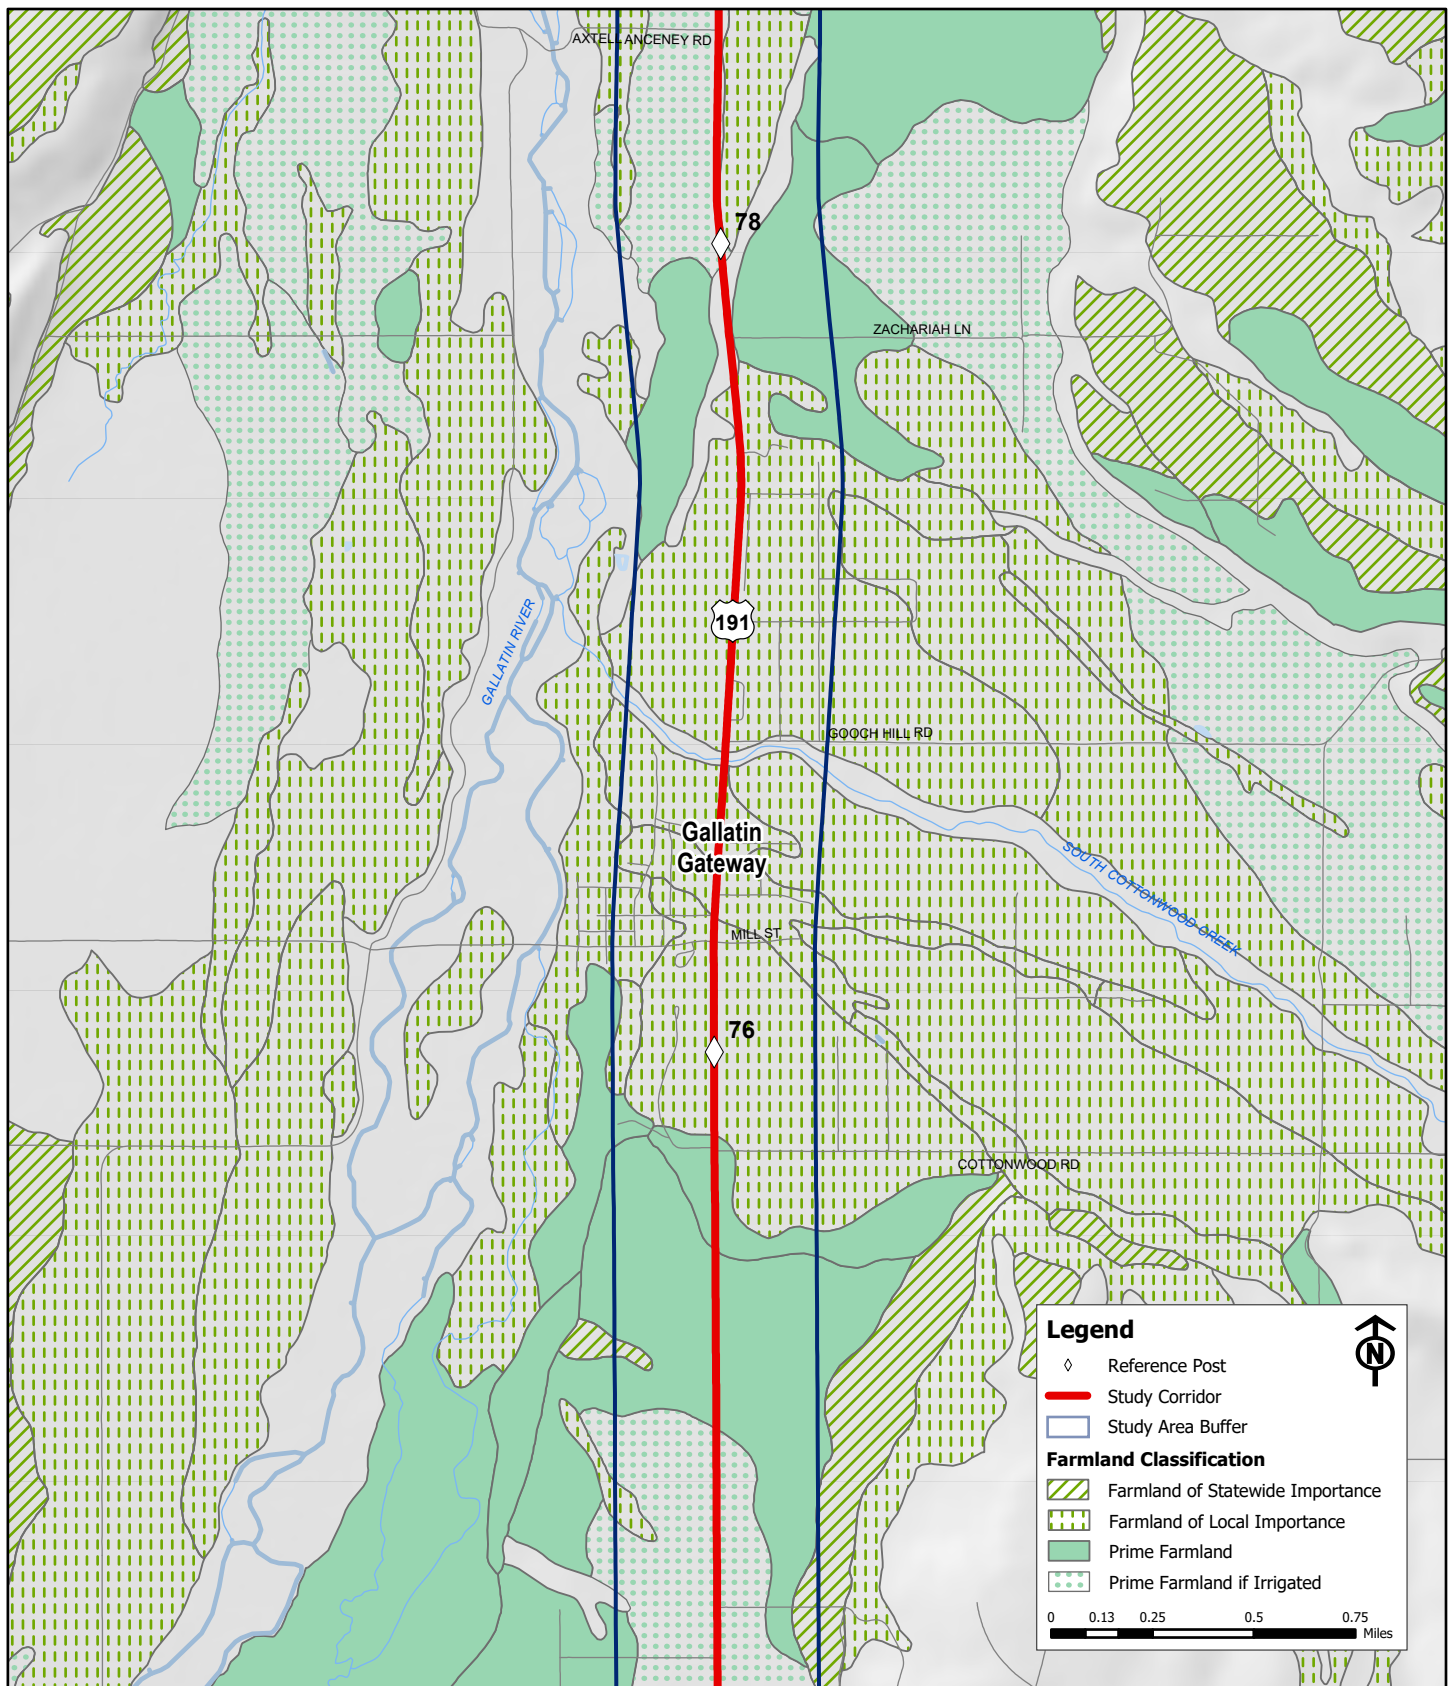 AXTELL ANCENEY RD
78
ZACHARIAH LN
191
GALLATIN RIVER
GOOCH HILL RD
Gallatin
Gateway
SOUTH COTTONWOOD CREEK
MILL ST
76
COTTONWOOD RD
Legend
N
Reference Post
Study Corridor
Study Area Buffer
Farmland Classification
Farmland of Statewide Importance
Farmland of Local Importance
Prime Farmland
Prime Farmland if Irrigated
0 0.13 0.25 0.5 0.75
Miles